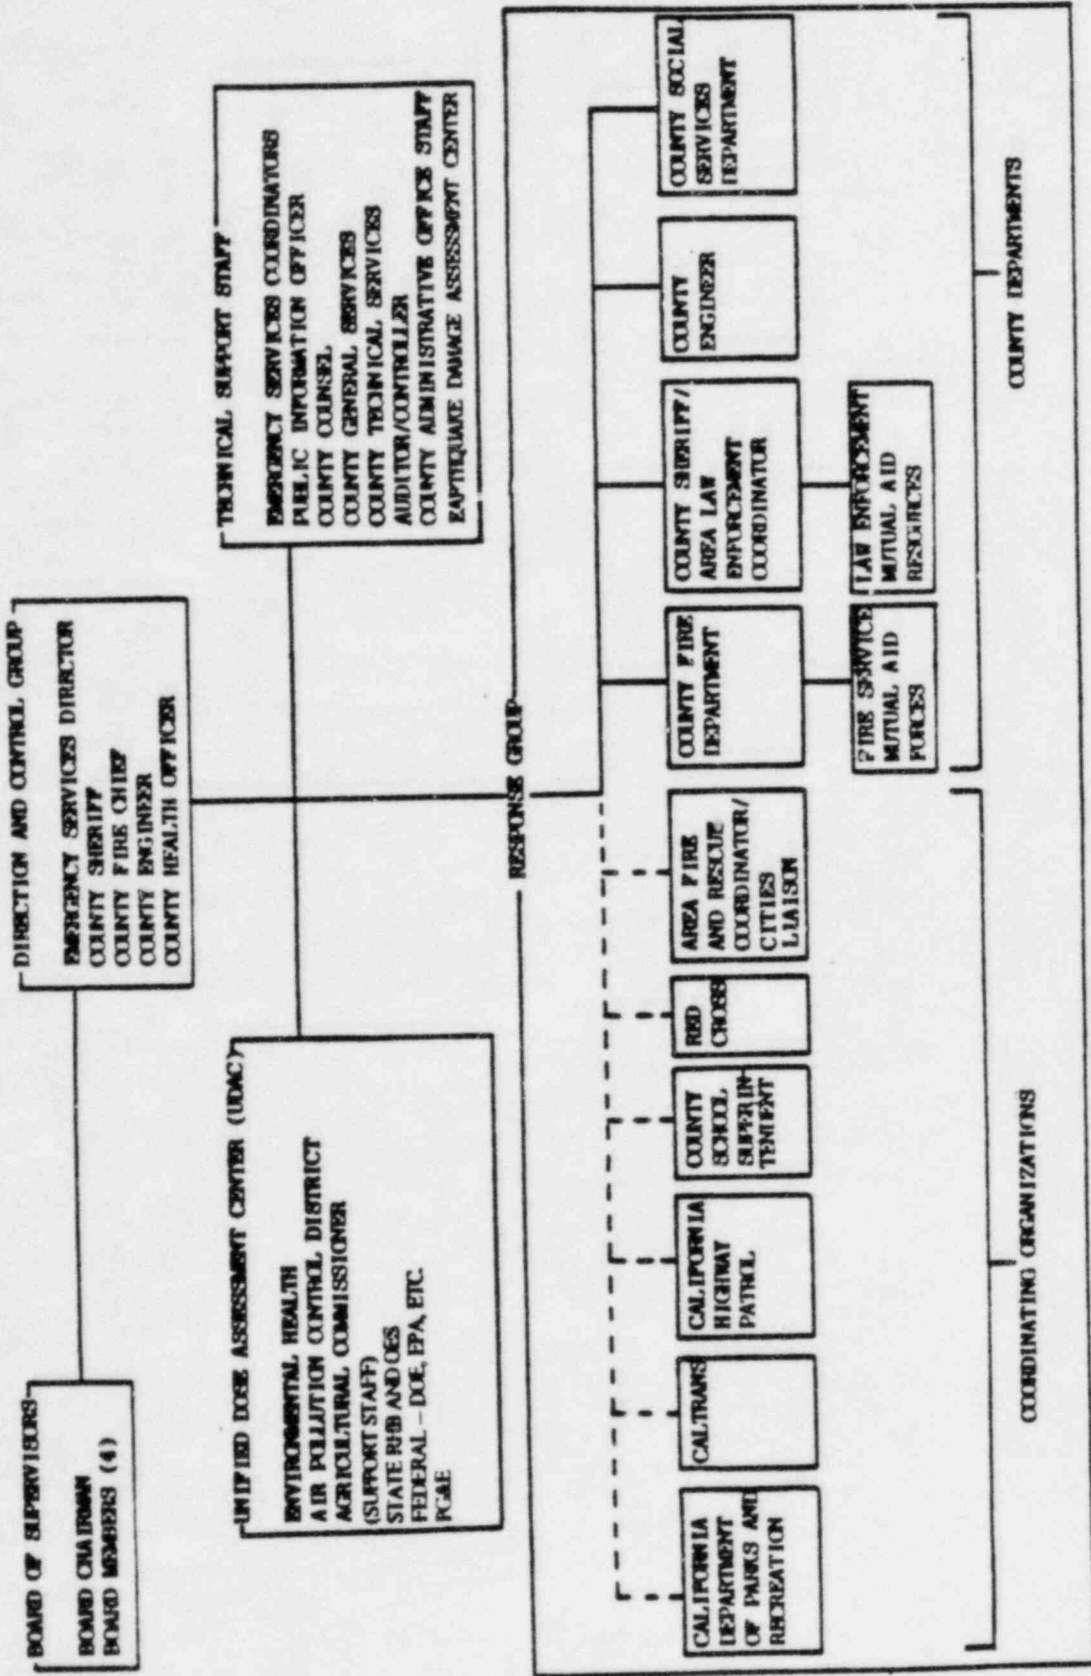 BOARD OF SUPERVISORS
BOARD CHAIRMAN
BOARD MEMBERS (4)
DIRECTION AND CONTROL GROUP
EMERGENCY SERVICES DIRECTOR
COUNTY SHERIFF
COUNTY FIRE CHIEF
COUNTY ENGINEER
COUNTY HEALTH OFFICER
UNIFIED DOSE ASSESSMENT CENTER (UDAC)
ENVIRONMENTAL HEALTH
AIR POLLUTION CONTROL DISTRICT
AGRICULTURAL COMMISSIONER
(SUPPORT STAFF)
STATE RHB AND OES
FEDERAL - DOE, EPA, ETC.
PG&E
TECHNICAL SUPPORT STAFF
EMERGENCY SERVICES COORDINATORS
PUBLIC INFORMATION OFFICER
COUNTY COUNSEL
COUNTY GENERAL SERVICES
COUNTY TECHNICAL SERVICES
AUDITOR/CONTROLLER
COUNTY ADMINISTRATIVE OFFICE STAFF
EARTHQUAKE DAMAGE ASSESSMENT CENTER
RESPONSE GROUP
CALIFORNIA
DEPARTMENT
OF PARKS AND
RECREATION
CALTRANS
CALIFORNIA
HIGHWAY
PATROL
COUNTY
SCHOOL
SUPERIN-
TENDENT
RED
CROSS
AREA FIRE
AND RESCUE
COORDINATOR/
CITIES
LIAISON
COUNTY FIRE
DEPARTMENT
COUNTY SHERIFF/
AREA LAW
ENFORCEMENT
COORDINATOR
COUNTY
ENGINEER
COUNTY SOCIAL
SERVICES
DEPARTMENT
FIRE SERVICE
MUTUAL AID
FORCES
LAW ENFORCEMENT
MUTUAL AID
RESOURCES
COORDINATING ORGANIZATIONS
COUNTY DEPARTMENTS